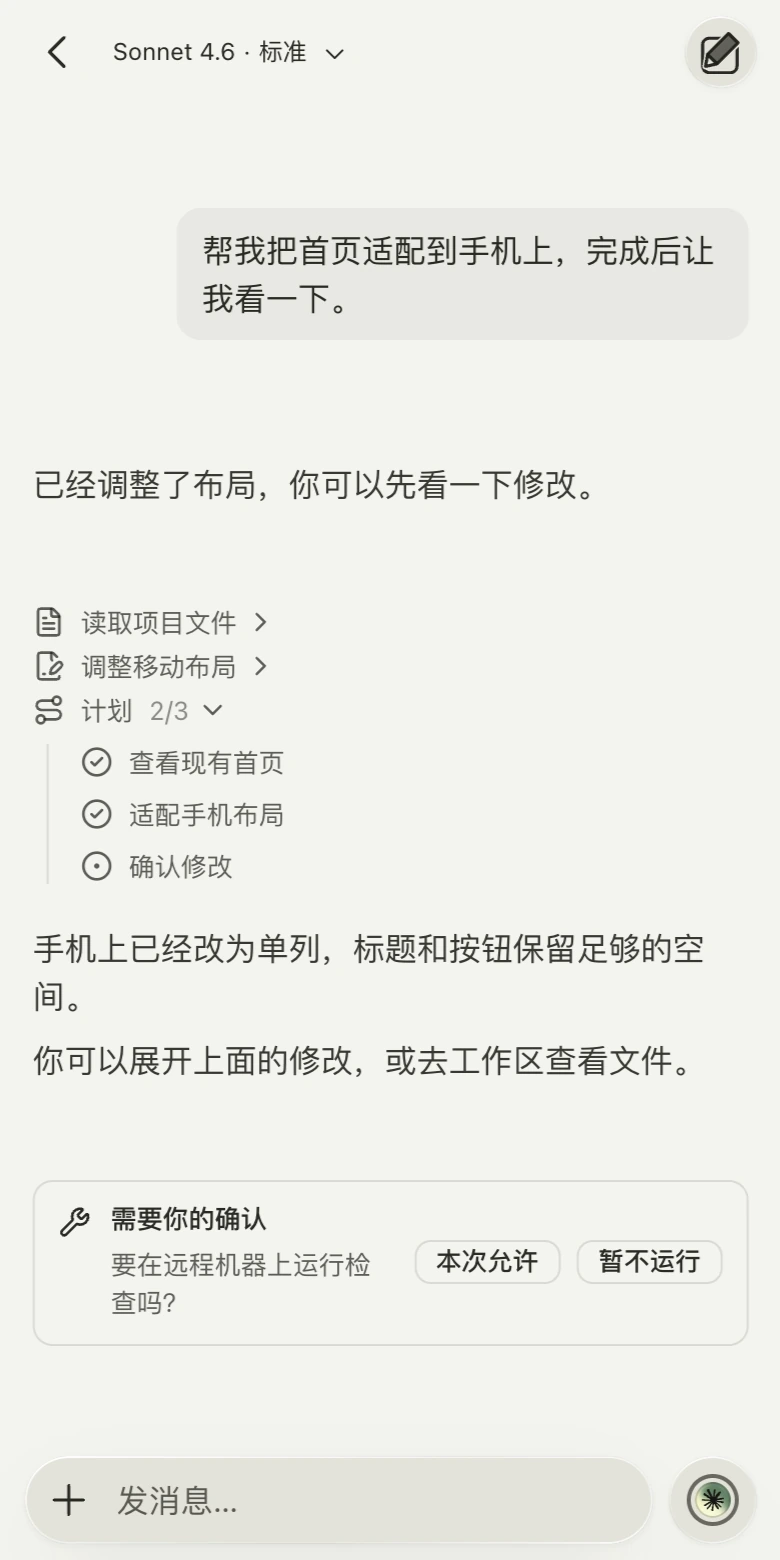 Sonnet 4.6 · 标准
帮我把首页适配到手机上，完成后让
我看一下。
已经调整了布局，你可以先看一下修改。
读取项目文件
调整移动布局
计划 2/3
查看现有首页
适配手机布局
确认修改
手机上已经改为单列，标题和按钮保留足够的空
间。
你可以展开上面的修改，或去工作区查看文件。
需要你的确认
要在远程机器上运行检
查吗？
本次允许
暂不运行
发消息...